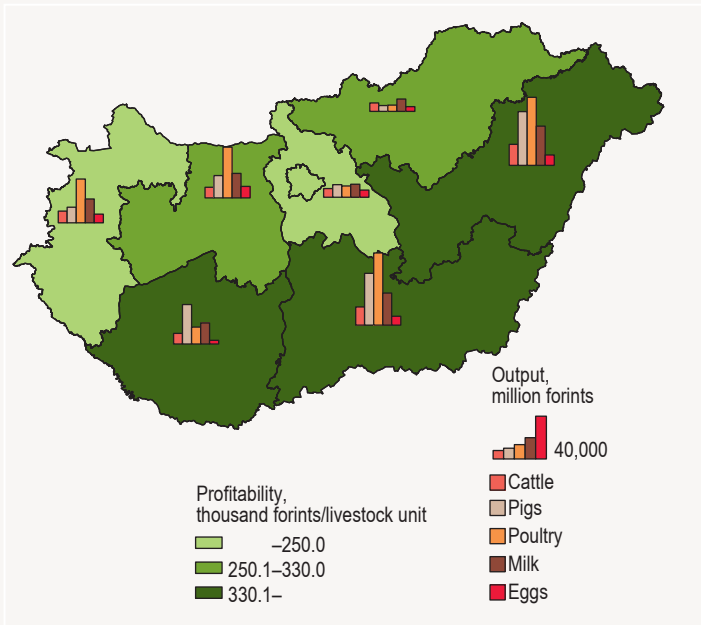 Output,
million forints
40,000
Cattle
Pigs
Poultry
Milk
Eggs
Profitability,
thousand forints/livestock unit
–250.0
250.1–330.0
330.1–